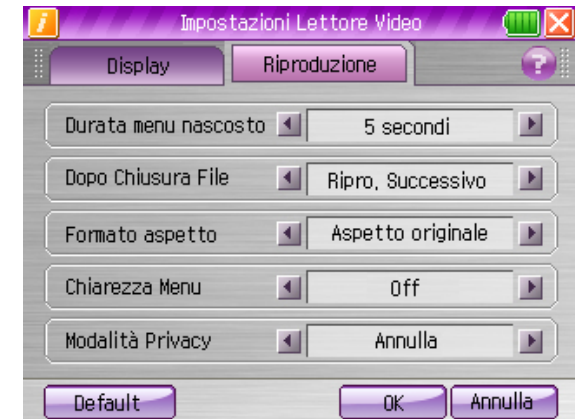 Impostazioni Lettore Video
Display Riproduzione ?
Durata menu nascosto 5 secondi
Dopo Chiusura File Ripro, Successivo
Formato aspetto Aspetto originale
Chiarezza Menu Off
Modalità Privacy Annulla
Default OK Annulla